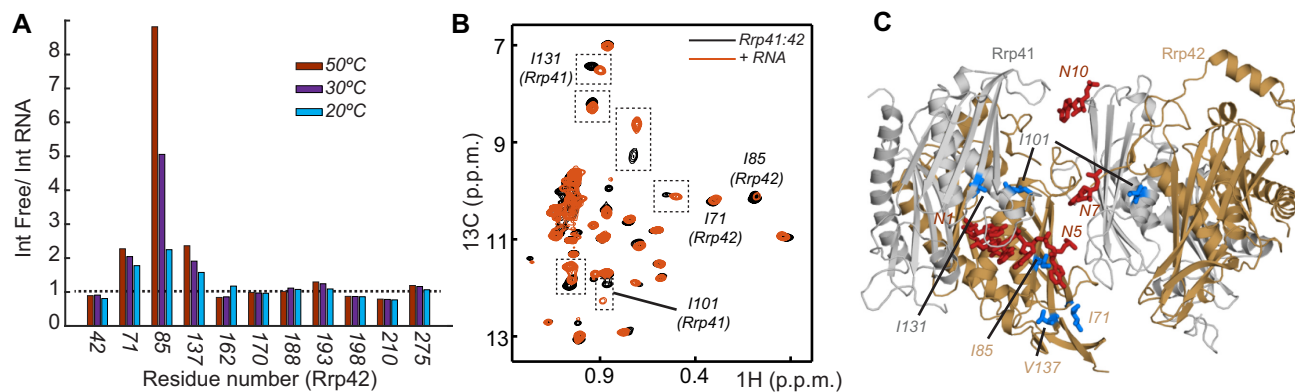 A
Int Free/ Int RNA
8
7
6
5
4
3
2
1
0
50ºC
30ºC
20ºC
42
71
85
137
162
170
188
193
198
210
275
Residue number (Rrp42)
B
13C (p.p.m.)
7
9
11
13
Rrp41:42
+ RNA
I131
(Rrp41)
I85
(Rrp42)
I71
(Rrp42)
I101
(Rrp41)
0.9
0.4
1H (p.p.m.)
C
Rrp41
Rrp42
N10
I101
N7
N1
N5
I131
I71
I85
V137